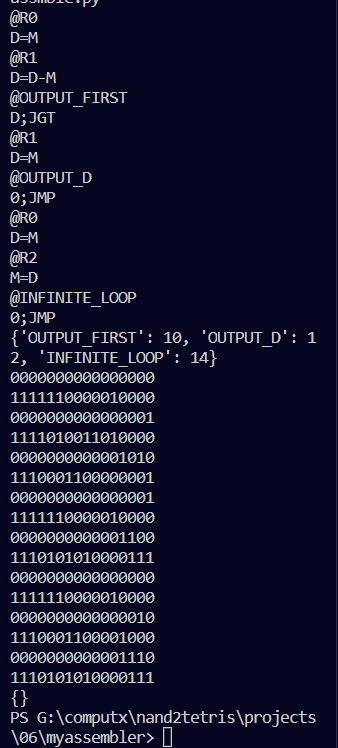 assmble.py
@R0
D=M
@R1
D=D-M
@OUTPUT_FIRST
D;JGT
@R1
D=M
@OUTPUT_D
0;JMP
@R0
D=M
@R2
M=D
@INFINITE_LOOP
0;JMP
{'OUTPUT_FIRST': 10, 'OUTPUT_D': 1
2, 'INFINITE_LOOP': 14}
0000000000000000
1111110000010000
0000000000000001
1111010011010000
0000000000001010
1110001100000001
0000000000000001
1111110000010000
0000000000001100
1110101010000111
0000000000000000
1111110000010000
0000000000000010
1110001100001000
0000000000001110
1110101010000111
{}
PS G:\computx\nand2tetris\projects
\06\myassembler>